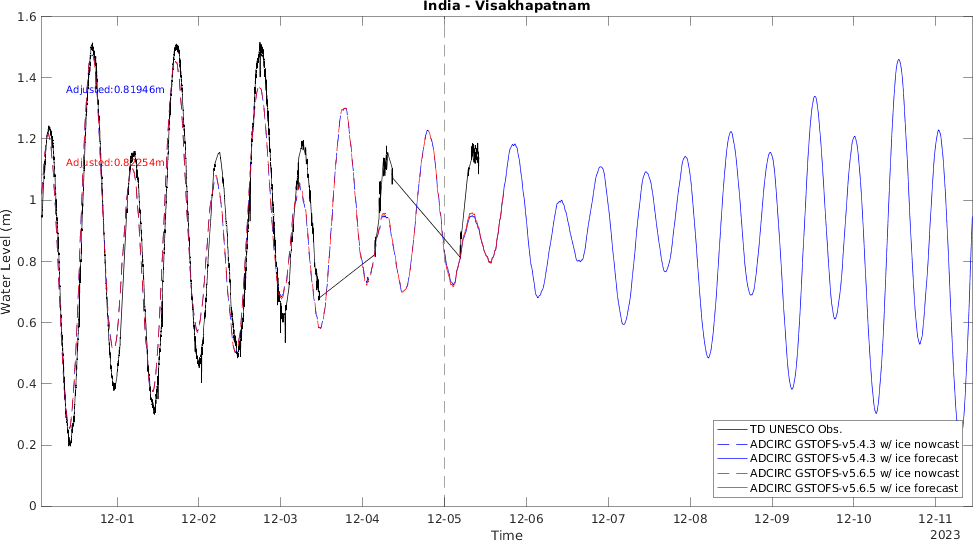 India - Visakhapatnam
1.6
1.4
1.2
1
0.8
0.6
0.4
0.2
0
Water Level (m)
Adjusted:0.81946m
Adjusted:0.82254m
TD UNESCO Obs.
ADCIRC GSTOFS-v5.4.3 w/ ice nowcast
ADCIRC GSTOFS-v5.4.3 w/ ice forecast
ADCIRC GSTOFS-v5.6.5 w/ ice nowcast
ADCIRC GSTOFS-v5.6.5 w/ ice forecast
12-01 12-02 12-03 12-04 12-05 12-06 12-07 12-08 12-09 12-10 12-11
Time 2023